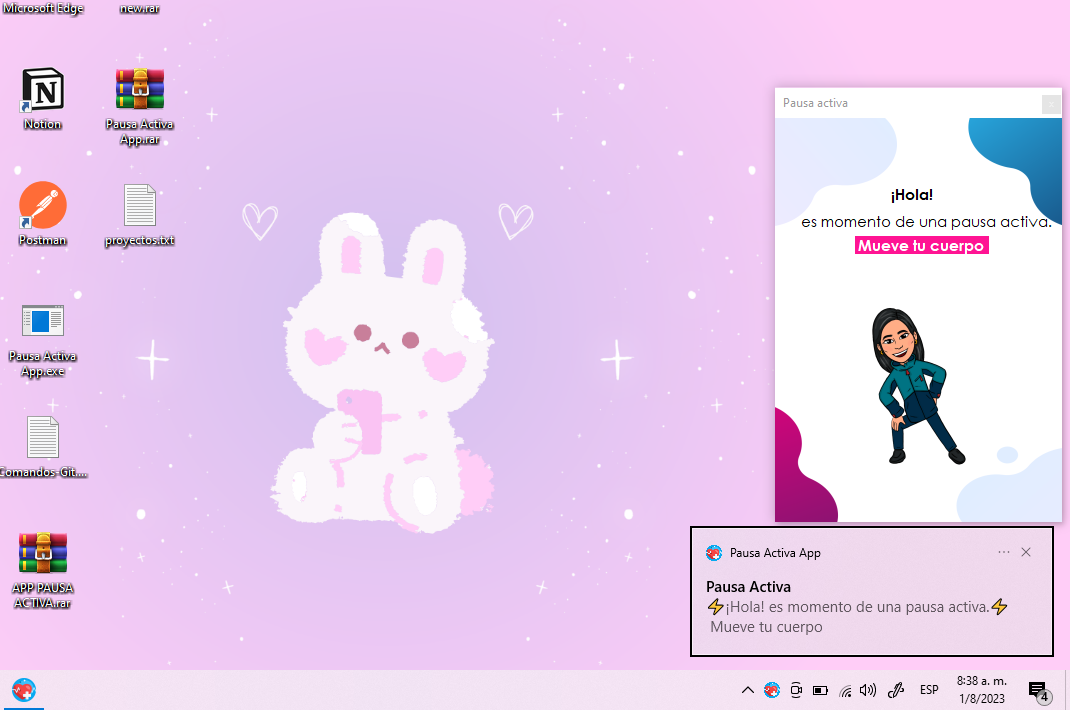 Microsoft Edge
new.rar
Notion
Pausa Activa
App.rar
Postman
proyectos.txt
Pausa Activa
App.exe
Comandos-Git....
APP PAUSA
ACTIVA.rar
Pausa activa
¡Hola!
es momento de una pausa activa.
Mueve tu cuerpo
Pausa Activa App
Pausa Activa
⚡¡Hola! es momento de una pausa activa.⚡
Mueve tu cuerpo
ESP
8:38 a. m.
1/8/2023
4